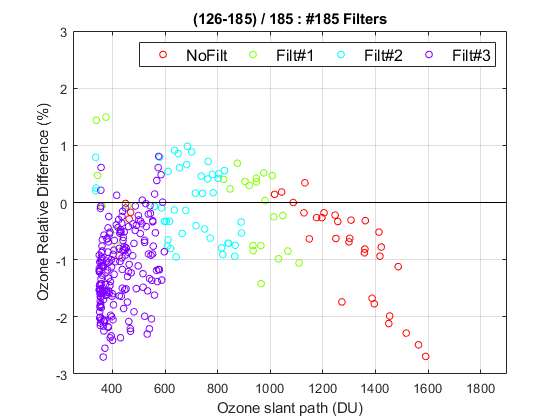 (126-185) / 185 : #185 Filters
NoFilt Filt#1 Filt#2 Filt#3
3
2
1
0
-1
-2
-3
Ozone Relative Difference (%)
400 600 800 1000 1200 1400 1600 1800
Ozone slant path (DU)